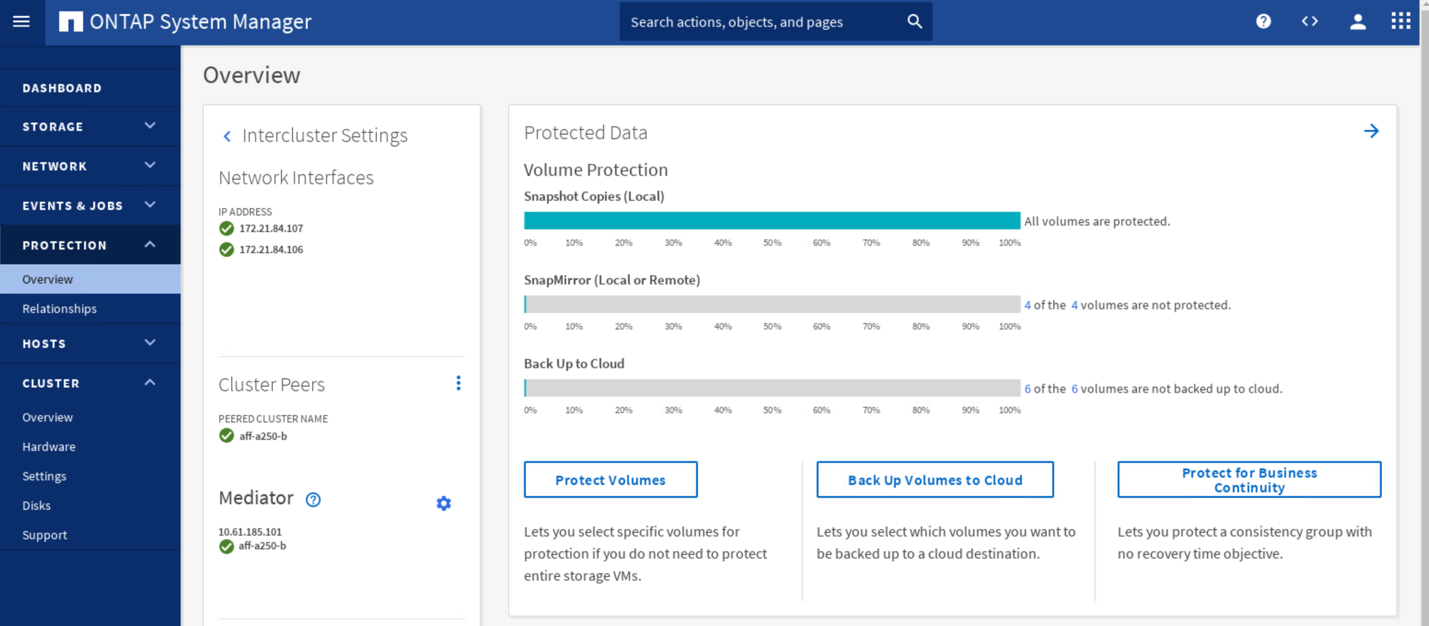 ONTAP System Manager
Search actions, objects, and pages
DASHBOARD
STORAGE
NETWORK
EVENTS & JOBS
PROTECTION
Overview
Relationships
HOSTS
CLUSTER
Overview
Hardware
Settings
Disks
Support
Overview
Intercluster Settings
Network Interfaces
IP ADDRESS
172.21.84.107
172.21.84.106
Cluster Peers
PEERED CLUSTER NAME
aff-a250-b
Mediator ?
10.61.185.101
aff-a250-b
Protected Data
Volume Protection
Snapshot Copies (Local)
All volumes are protected.
0% 10% 20% 30% 40% 50% 60% 70% 80% 90% 100%
SnapMirror (Local or Remote)
4 of the 4 volumes are not protected.
0% 10% 20% 30% 40% 50% 60% 70% 80% 90% 100%
Back Up to Cloud
6 of the 6 volumes are not backed up to cloud.
0% 10% 20% 30% 40% 50% 60% 70% 80% 90% 100%
Protect Volumes
Lets you select specific volumes for
protection if you do not need to protect
entire storage VMs.
Back Up Volumes to Cloud
Lets you select which volumes you want to
be backed up to a cloud destination.
Protect for Business
Continuity
Lets you protect a consistency group with
no recovery time objective.